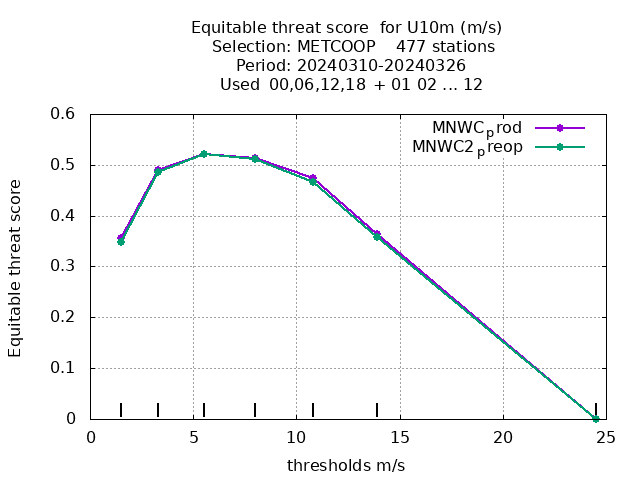 Equitable threat score  for U10m (m/s)
Selection: METCOOP    477 stations
Period: 20240310-20240326
Used  00,06,12,18  + 01 02 ... 12
MNWCprod
MNWC2preop
Equitable threat score
0.6
0.5
0.4
0.3
0.2
0.1
0
0 5 10 15 20 25
thresholds m/s